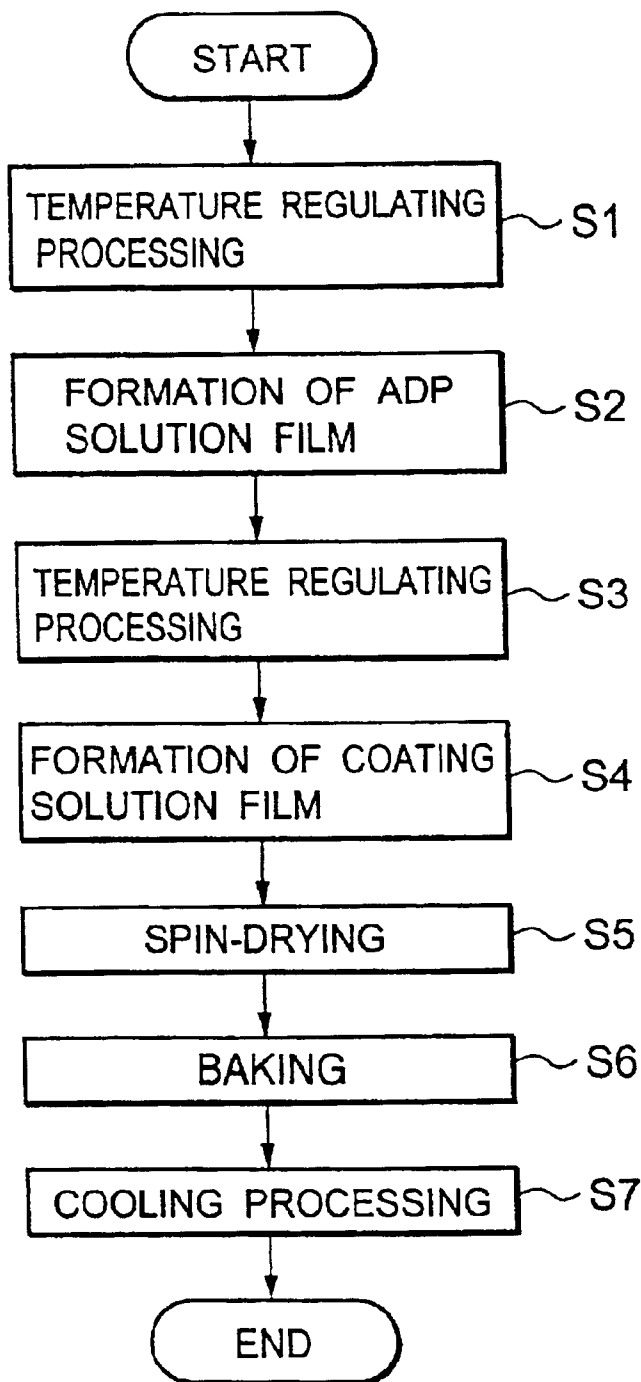 START
TEMPERATURE REGULATING
PROCESSING
S1
FORMATION OF ADP
SOLUTION FILM
S2
TEMPERATURE REGULATING
PROCESSING
S3
FORMATION OF COATING
SOLUTION FILM
S4
SPIN-DRYING
S5
BAKING
S6
COOLING PROCESSING
S7
END